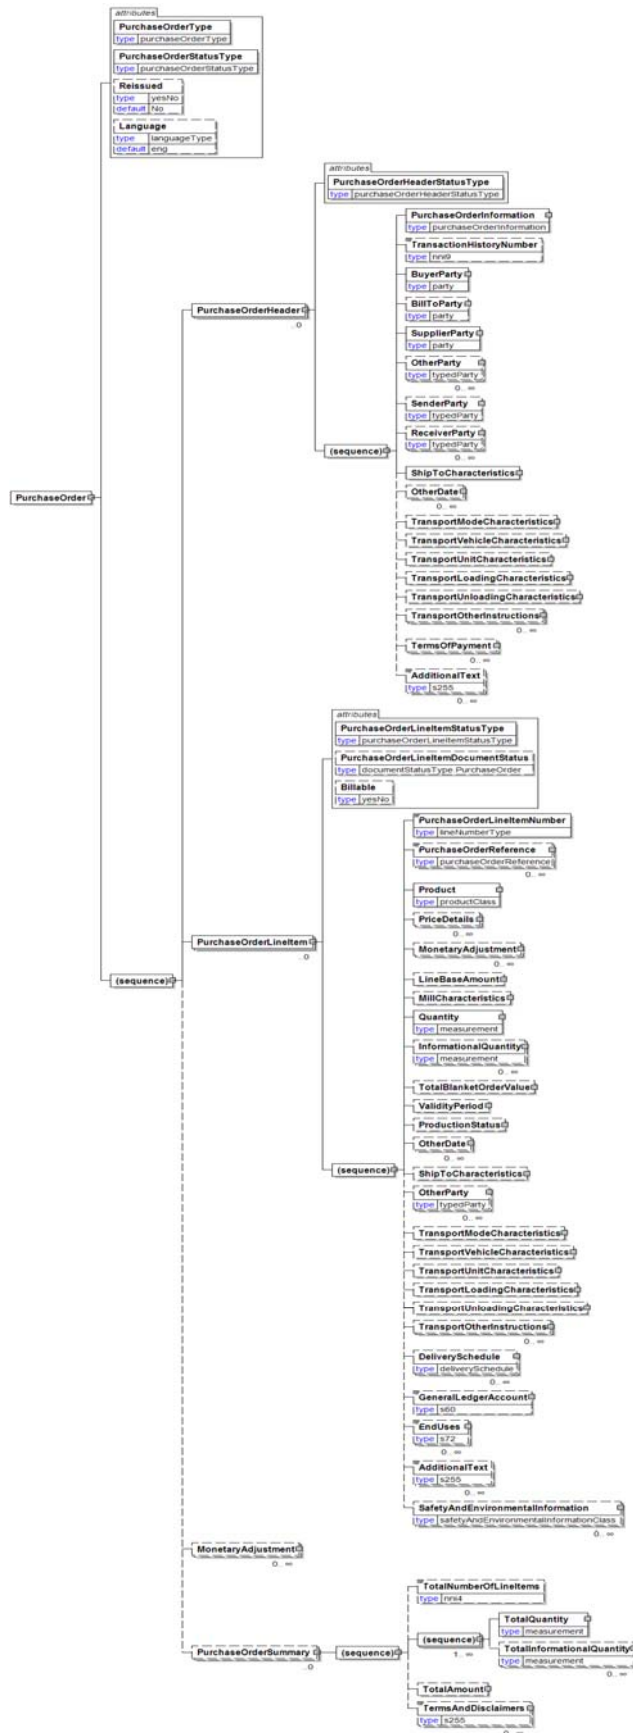 attributes
PurchaseOrderType
type purchaseOrderType
PurchaseOrderStatusType
type purchaseOrderStatusType
Reissued
type yesNo
default No
Language
type languageType
default eng
attributes
PurchaseOrderHeaderStatusType
type purchaseOrderHeaderStatusType
PurchaseOrderInformation
type purchaseOrderInformation
TransactionHistoryNumber
type nni9
BuyerParty
type party
PurchaseOrderHeader
..0
BillToParty
type party
SupplierParty
type party
OtherParty
type typedParty
0.. ∞
SenderParty
type typedParty
ReceiverParty
type typedParty
0.. ∞
(sequence)
ShipToCharacteristics
PurchaseOrder
OtherDate
0.. ∞
TransportModeCharacteristics
TransportVehicleCharacteristics
TransportUnitCharacteristics
TransportLoadingCharacteristics
TransportUnloadingCharacteristics
TransportOtherInstructions
0.. ∞
TermsOfPayment
0.. ∞
AdditionalText
type s255
0.. ∞
attributes
PurchaseOrderLineItemStatusType
type purchaseOrderLineItemStatusType
PurchaseOrderLineItemDocumentStatus
type documentStatusType.PurchaseOrder
Billable
type yesNo
PurchaseOrderLineItemNumber
type lineNumberType
PurchaseOrderReference
type purchaseOrderReference
0.. ∞
Product
type productClass
PriceDetails
0.. ∞
PurchaseOrderLineItem
..0
MonetaryAdjustment
0.. ∞
(sequence)
LineBaseAmount
MillCharacteristics
Quantity
type measurement
InformationalQuantity
type measurement
0.. ∞
TotalBlanketOrderValue
ValidityPeriod
ProductionStatus
OtherDate
0.. ∞
(sequence)
ShipToCharacteristics
OtherParty
type typedParty
0.. ∞
TransportModeCharacteristics
TransportVehicleCharacteristics
TransportUnitCharacteristics
TransportLoadingCharacteristics
TransportUnloadingCharacteristics
TransportOtherInstructions
0.. ∞
DeliverySchedule
type deliverySchedule
0.. ∞
GeneralLedgerAccount
type s60
EndUses
type s72
0.. ∞
AdditionalText
type s255
0.. ∞
SafetyAndEnvironmentalInformation
type safetyAndEnvironmentalInformationClass
0.. ∞
MonetaryAdjustment
0.. ∞
TotalNumberOfLineItems
type nni4
TotalQuantity
type measurement
(sequence)
1.. ∞
PurchaseOrderSummary
..0
(sequence)
TotalInformationalQuantity
type measurement
0.. ∞
TotalAmount
TermsAndDisclaimers
type s255
0.. ∞